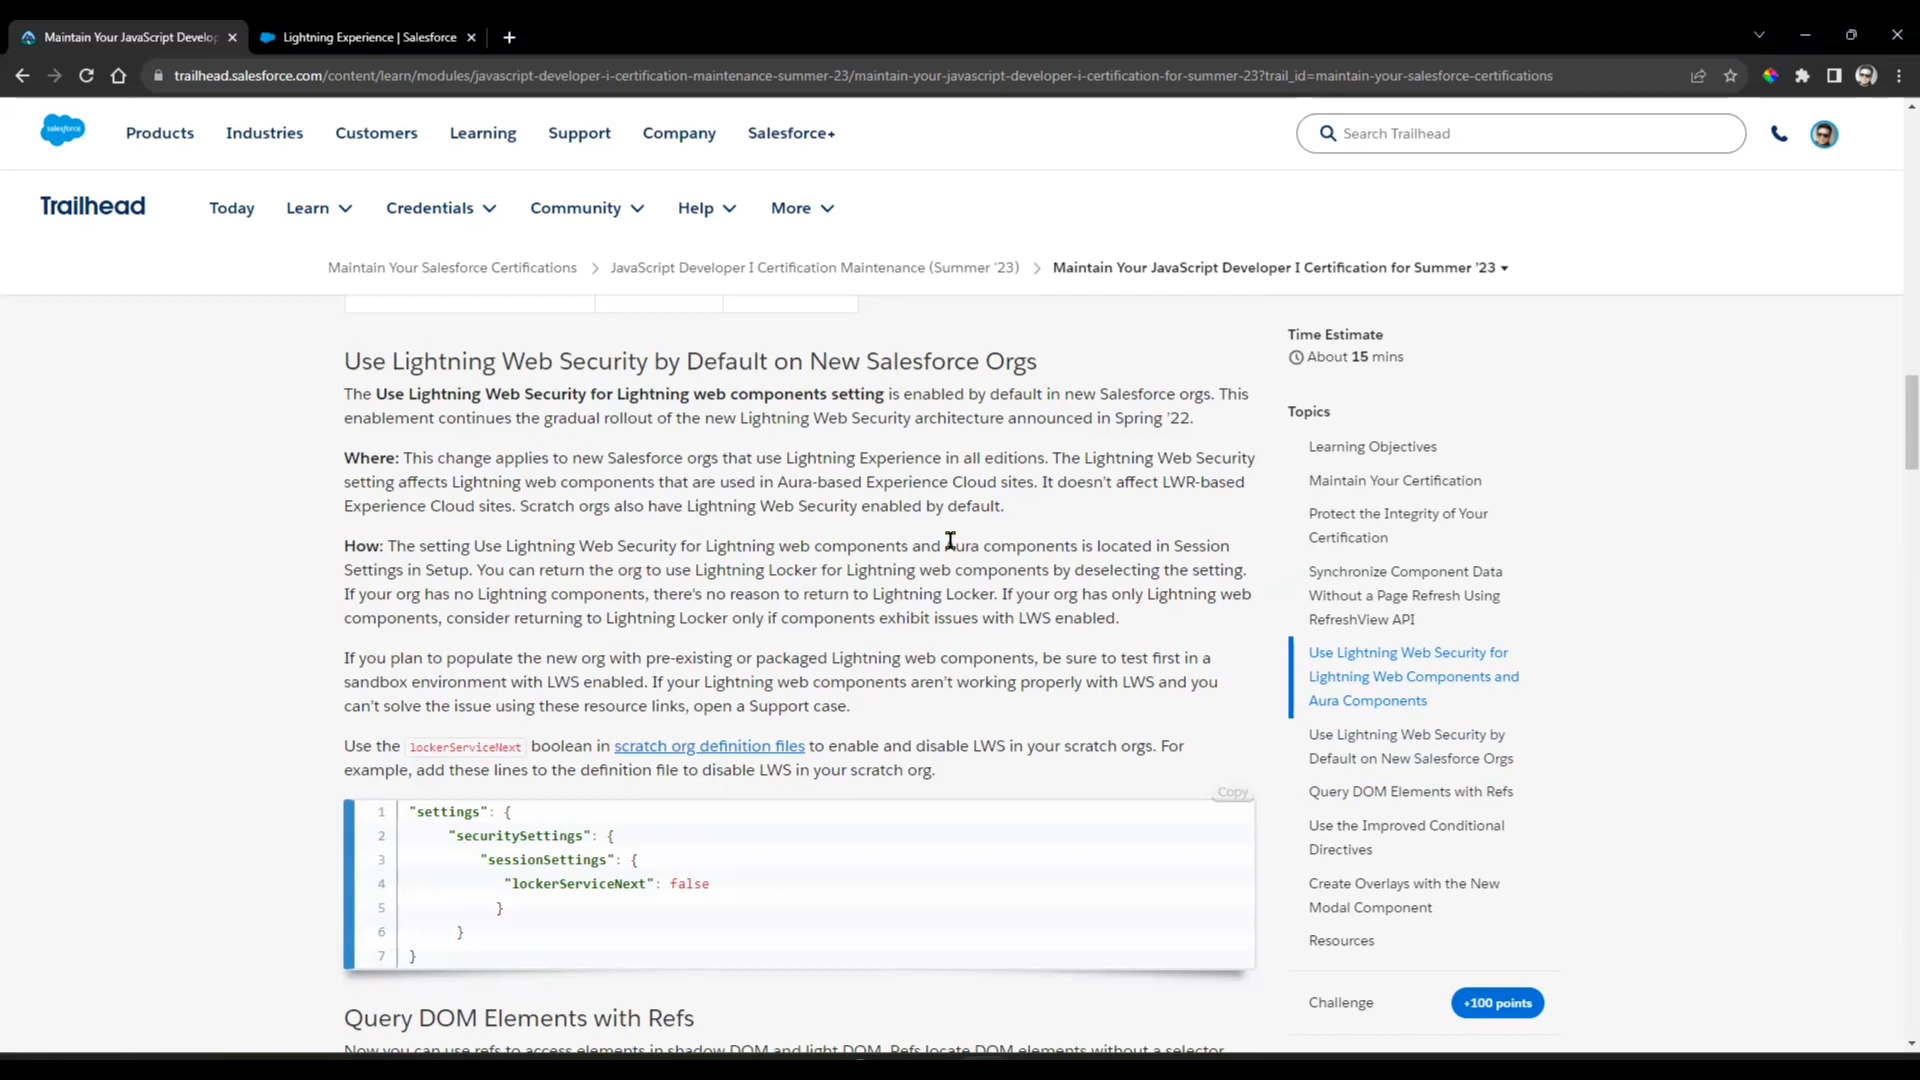 Maintain Your JavaScript Develop
Lightning Experience | Salesforce
trailhead.salesforce.com/content/learn/modules/javascript-developer-i-certification-maintenance-summer-23/maintain-your-javascript-developer-i-certification-for-summer-23?trail_id=maintain-your-salesforce-certifications
salesforce
Products
Industries
Customers
Learning
Support
Company
Salesforce+
Search Trailhead
Trailhead
Today
Learn
Credentials
Community
Help
More
Maintain Your Salesforce Certifications
JavaScript Developer I Certification Maintenance (Summer '23)
Maintain Your JavaScript Developer I Certification for Summer '23
Use Lightning Web Security by Default on New Salesforce Orgs
The Use Lightning Web Security for Lightning web components setting is enabled by default in new Salesforce orgs. This
enablement continues the gradual rollout of the new Lightning Web Security architecture announced in Spring ’22.
Where: This change applies to new Salesforce orgs that use Lightning Experience in all editions. The Lightning Web Security
setting affects Lightning web components that are used in Aura-based Experience Cloud sites. It doesn’t affect LWR-based
Experience Cloud sites. Scratch orgs also have Lightning Web Security enabled by default.
How: The setting Use Lightning Web Security for Lightning web components and Aura components is located in Session
Settings in Setup. You can return the org to use Lightning Locker for Lightning web components by deselecting the setting.
If your org has no Lightning components, there's no reason to return to Lightning Locker. If your org has only Lightning web
components, consider returning to Lightning Locker only if components exhibit issues with LWS enabled.
If you plan to populate the new org with pre-existing or packaged Lightning web components, be sure to test first in a
sandbox environment with LWS enabled. If your Lightning web components aren’t working properly with LWS and you
can’t solve the issue using these resource links, open a Support case.
Use the lockerServiceNext boolean in scratch org definition files to enable and disable LWS in your scratch orgs. For
example, add these lines to the definition file to disable LWS in your scratch org.
Copy
1 "settings": {
2 "securitySettings": {
3 "sessionSettings": {
4 "lockerServiceNext": false
5 }
6 }
7 }
Query DOM Elements with Refs
Now you can use refs to access elements in shadow DOM and light DOM. Refs locate DOM elements without a selector
Time Estimate
About 15 mins
Topics
Learning Objectives
Maintain Your Certification
Protect the Integrity of Your
Certification
Synchronize Component Data
Without a Page Refresh Using
RefreshView API
Use Lightning Web Security for
Lightning Web Components and
Aura Components
Use Lightning Web Security by
Default on New Salesforce Orgs
Query DOM Elements with Refs
Use the Improved Conditional
Directives
Create Overlays with the New
Modal Component
Resources
Challenge
+100 points